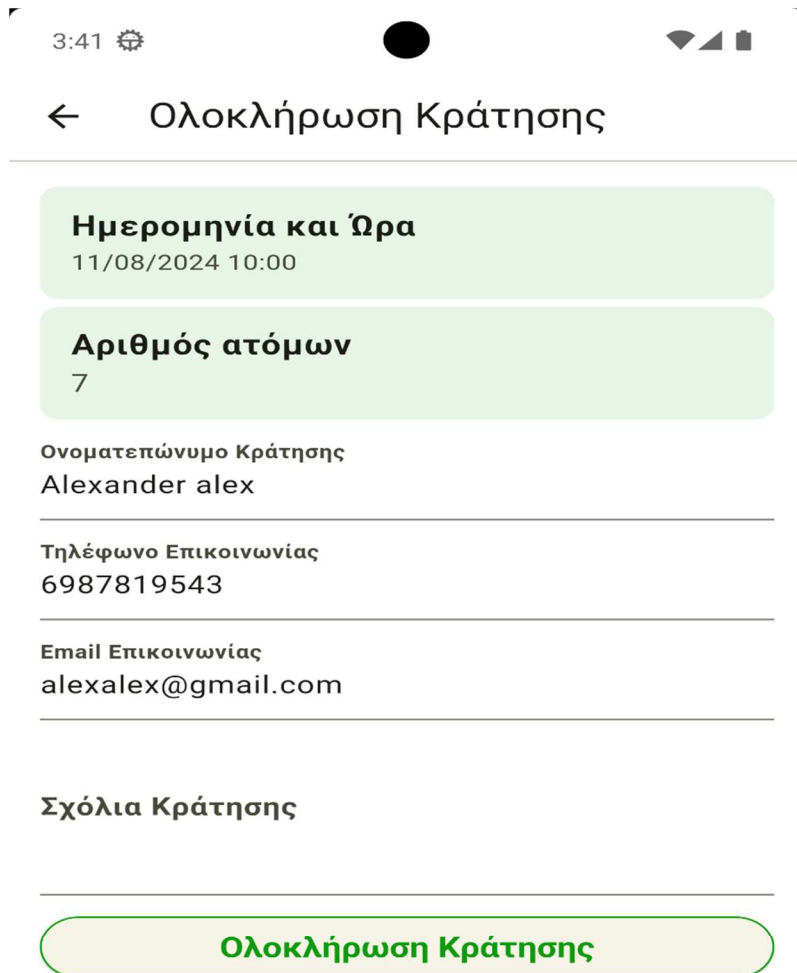 3:41
Ολοκλήρωση Κράτησης
Ημερομηνία και Ώρα
11/08/2024 10:00
Αριθμός ατόμων
7
Ονοματεπώνυμο Κράτησης
Alexander alex
Τηλέφωνο Επικοινωνίας
6987819543
Email Επικοινωνίας
alexalex@gmail.com
Σχόλια Κράτησης
Ολοκλήρωση Κράτησης